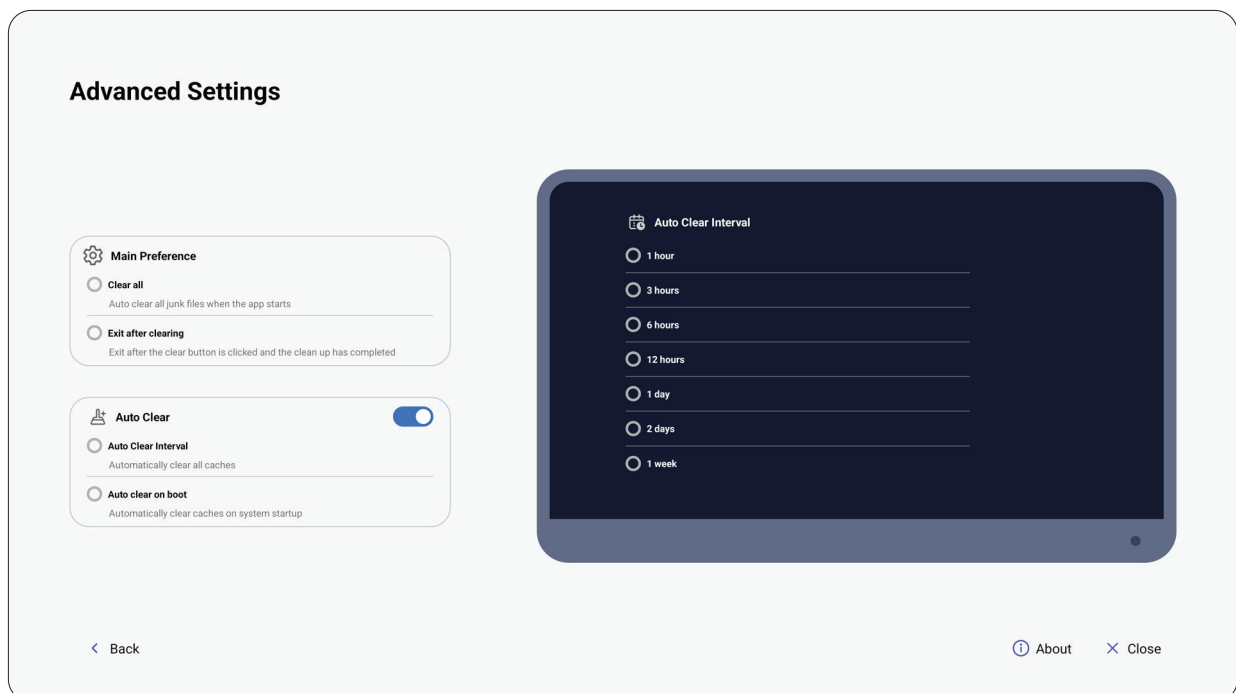 Advanced Settings
Main Preference
Clear all
Auto clear all junk files when the app starts
Exit after clearing
Exit after the clear button is clicked and the clean up has completed
Auto Clear
Auto Clear Interval
Automatically clear all caches
Auto clear on boot
Automatically clear caches on system startup
Auto Clear Interval
1 hour
3 hours
6 hours
12 hours
1 day
2 days
1 week
Back
About
Close